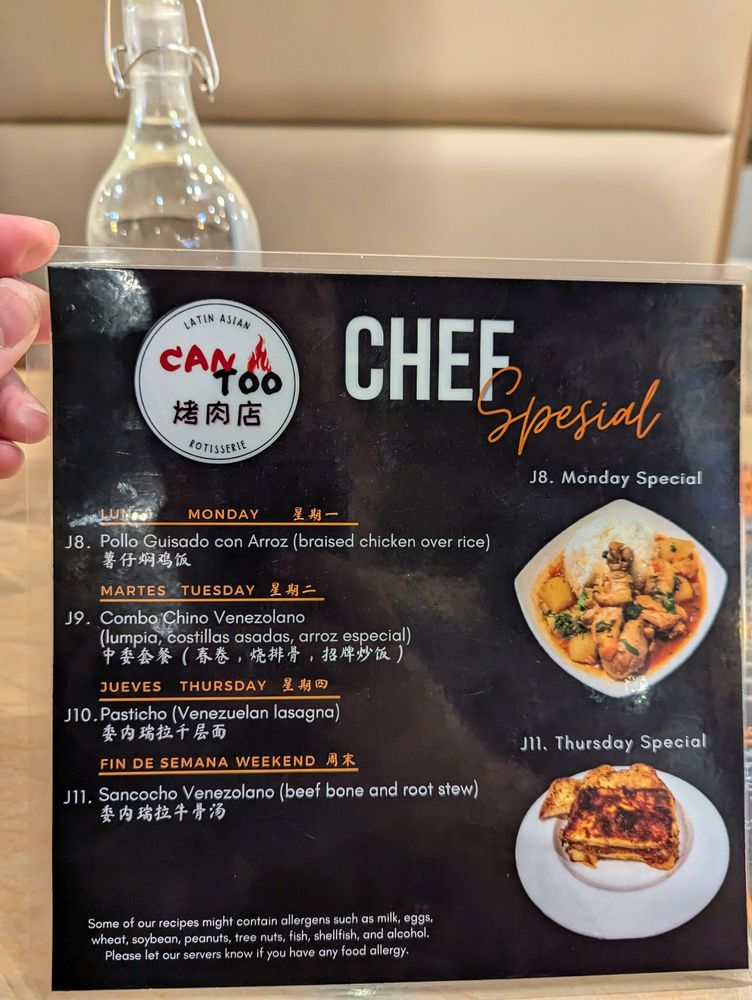 LATIN ASIAN
CAN
TOO
烤肉店
ROTISSERIE
CHEF
Spesial
J8. Monday Special
MONDAY 星期一
J8. Pollo Guisado con Arroz (braised chicken over rice)
薯仔焖鸡饭
MARTES TUESDAY 星期二
J9. Combo Chino Venezolano
(lumpia, costillas asadas, arroz especial)
中委套餐 ( 春卷 , 烧排骨 , 招牌炒饭 )
JUEVES THURSDAY 星期四
J10. Pasticho (Venezuelan lasagna)
委内瑞拉千层面
J11. Thursday Special
FIN DE SEMANA WEEKEND 周末
J11. Sancocho Venezolano (beef bone and root stew)
委内瑞拉牛骨汤
Some of our recipes might contain allergens such as milk, eggs,
wheat, soybean, peanuts, tree nuts, fish, shellfish, and alcohol.
Please let our servers know if you have any food allergy.